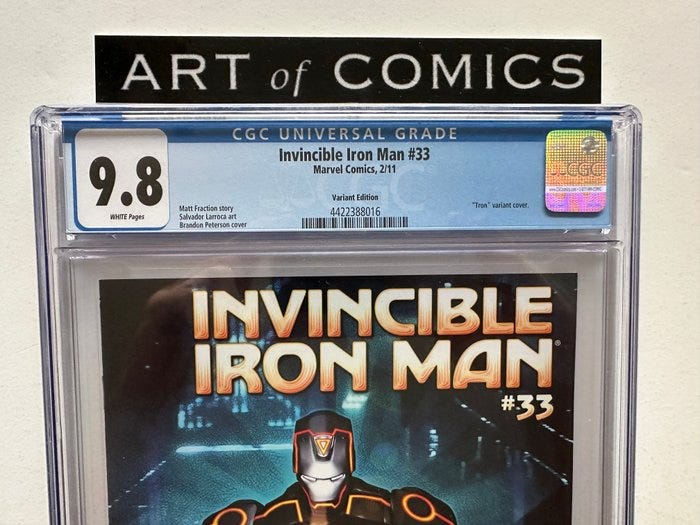 ART of COMICS
CGC UNIVERSAL GRADE
9.8
WHITE Pages
Invincible Iron Man #33
Marvel Comics, 2/11
Variant Edition
4422388016
Matt Fraction story
Salvador Larroca art
Brandon Peterson cover
"Tron" variant cover.
CGC
INVINCIBLE
IRON MAN®
#33